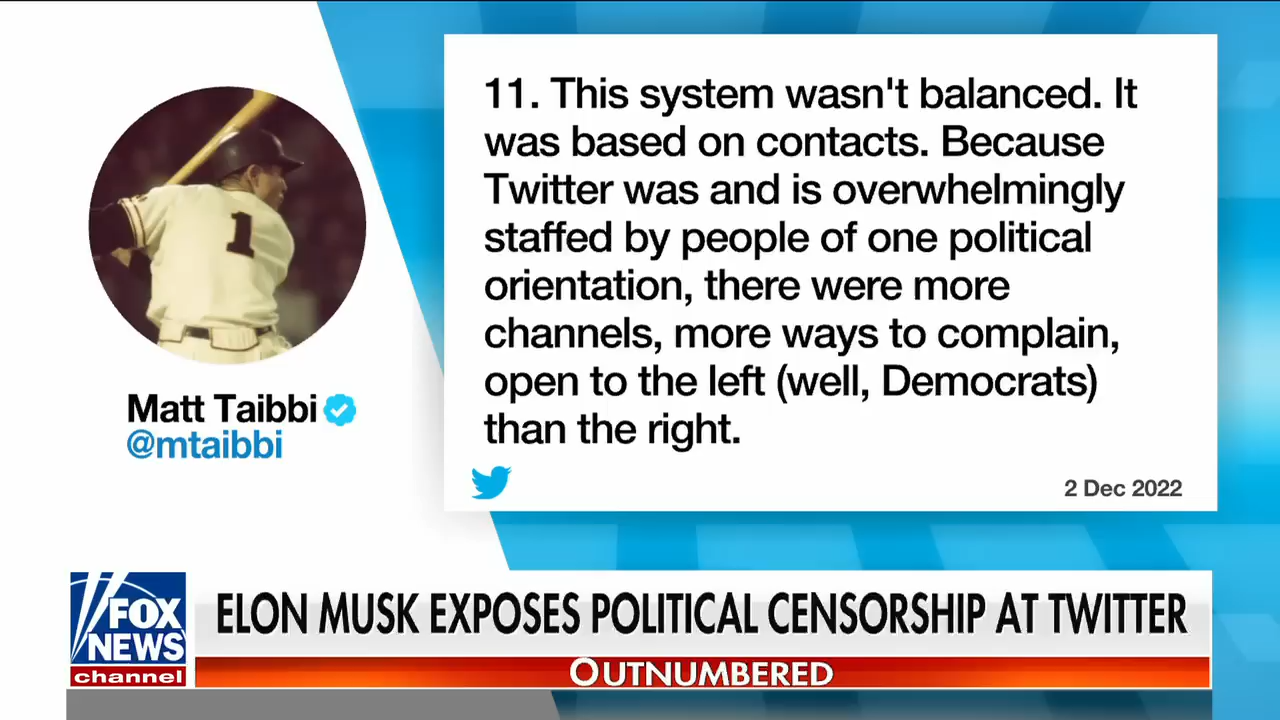 11. This system wasn't balanced. It
was based on contacts. Because
Twitter was and is overwhelmingly
staffed by people of one political
orientation, there were more
channels, more ways to complain,
open to the left (well, Democrats)
than the right.
2 Dec 2022
1
Matt Taibbi
@mtaibbi
FOX
NEWS
channel
ELON MUSK EXPOSES POLITICAL CENSORSHIP AT TWITTER
OUTNUMBERED